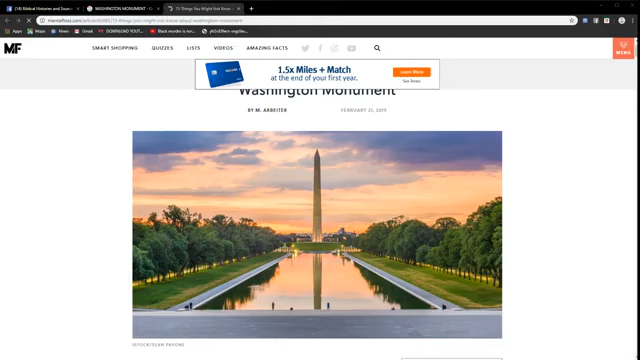 (14) Biblical Histories and
WASHINGTON MONUMENT - G
15 Things You Might Not Know
mentalfloss.com/article/60085/15-things-you-might-not-know-about-washington-monument
Apps
Maps
News
Gmail
DOWNLOAD YOUT...
Black murder is nor...
MF
SMART SHOPPING
QUIZZES
LISTS
VIDEOS
AMAZING FACTS
MENU
1.5x Miles + Match
at the end of your first year.
Learn More
See Terms
Washington Monument
BY M. ARBEITER
FEBRUARY 21, 2019
ISTOCK/SEAN PAVONE